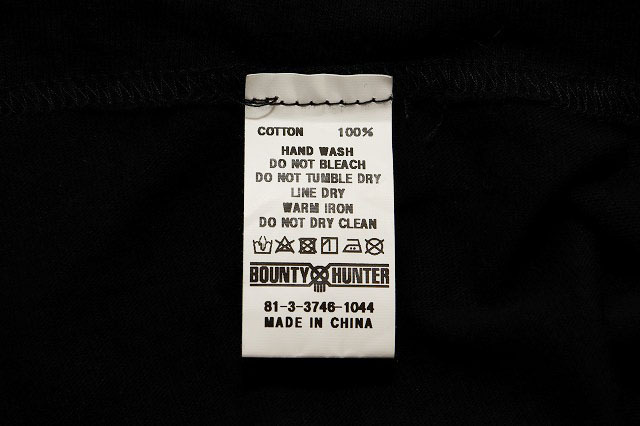 COTTON 100%
HAND WASH
DO NOT BLEACH
DO NOT TUMBLE DRY
LINE DRY
WARM IRON
DO NOT DRY CLEAN
BOUNTY HUNTER
81-3-3746-1044
MADE IN CHINA